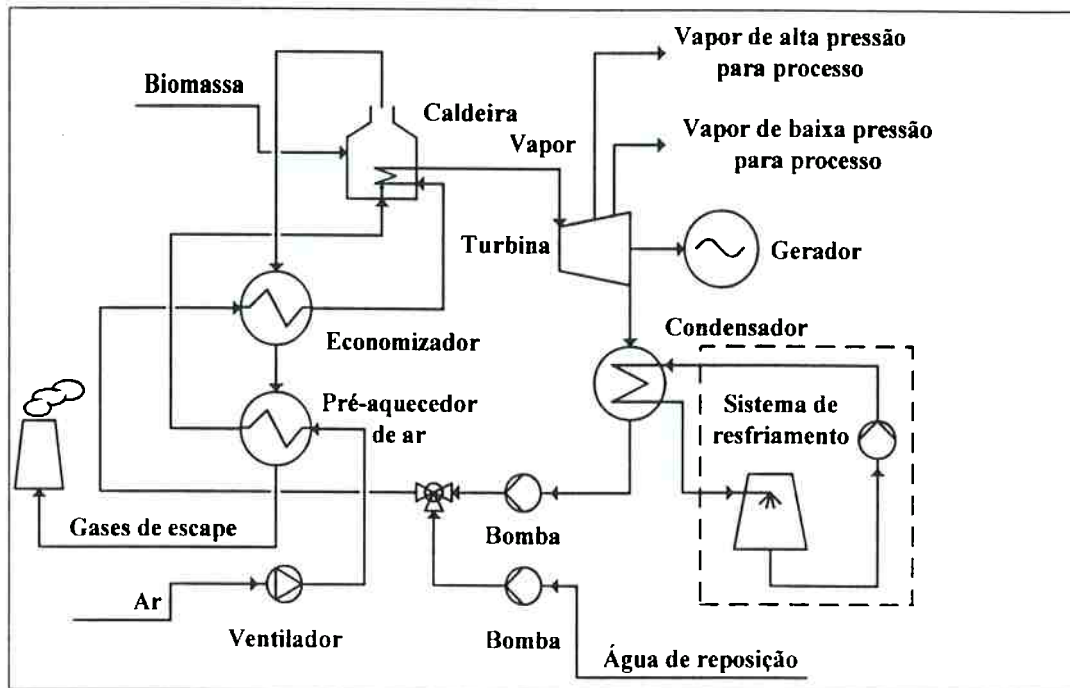 Vapor de alta pressão
para processo
Biomassa
Caldeira
Vapor
Vapor de baixa pressão
para processo
Turbina
Gerador
Economizador
Condensador
Pré-aquecedor
de ar
Sistema de
resfriamento
Gases de escape
Bomba
Ar
Ventilador
Bomba
Água de reposição